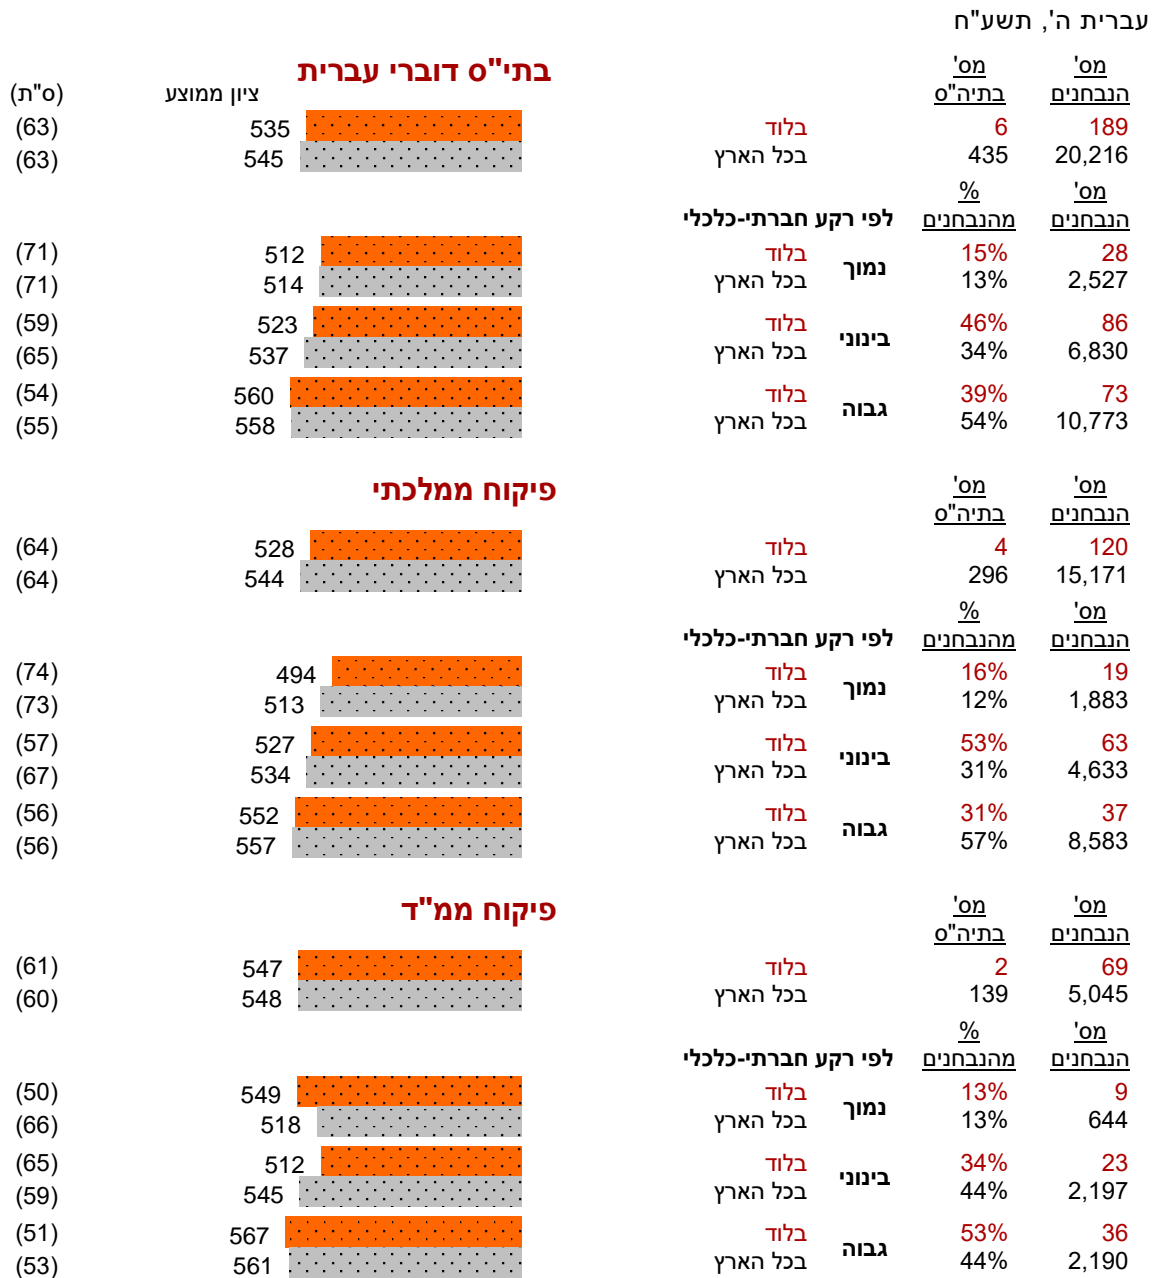 עברית ה', תשע"ח
בתי"ס דוברי עברית
מס' מס'
הנבחנים בתיה"ס ציון ממוצע (ס"ת)
189 6 בלוד 535 (63)
20,216 435 בכל הארץ 545 (63)
מס' %
הנבחנים מהנבחנים לפי רקע חברתי-כלכלי
28 15% בלוד 512 (71)
נמוך
2,527 13% בכל הארץ 514 (71)
86 46% בלוד 523 (59)
בינוני
6,830 34% בכל הארץ 537 (65)
73 39% בלוד 560 (54)
גבוה
10,773 54% בכל הארץ 558 (55)
פיקוח ממלכתי
מס' מס'
הנבחנים בתיה"ס
120 4 בלוד 528 (64)
15,171 296 בכל הארץ 544 (64)
מס' %
הנבחנים מהנבחנים לפי רקע חברתי-כלכלי
19 16% בלוד 494 (74)
נמוך
1,883 12% בכל הארץ 513 (73)
63 53% בלוד 527 (57)
בינוני
4,633 31% בכל הארץ 534 (67)
37 31% בלוד 552 (56)
גבוה
8,583 57% בכל הארץ 557 (56)
פיקוח ממ"ד
מס' מס'
הנבחנים בתיה"ס
69 2 בלוד 547 (61)
5,045 139 בכל הארץ 548 (60)
מס' %
הנבחנים מהנבחנים לפי רקע חברתי-כלכלי
9 13% בלוד 549 (50)
נמוך
644 13% בכל הארץ 518 (66)
23 34% בלוד 512 (65)
בינוני
2,197 44% בכל הארץ 545 (59)
36 53% בלוד 567 (51)
גבוה
2,190 44% בכל הארץ 561 (53)